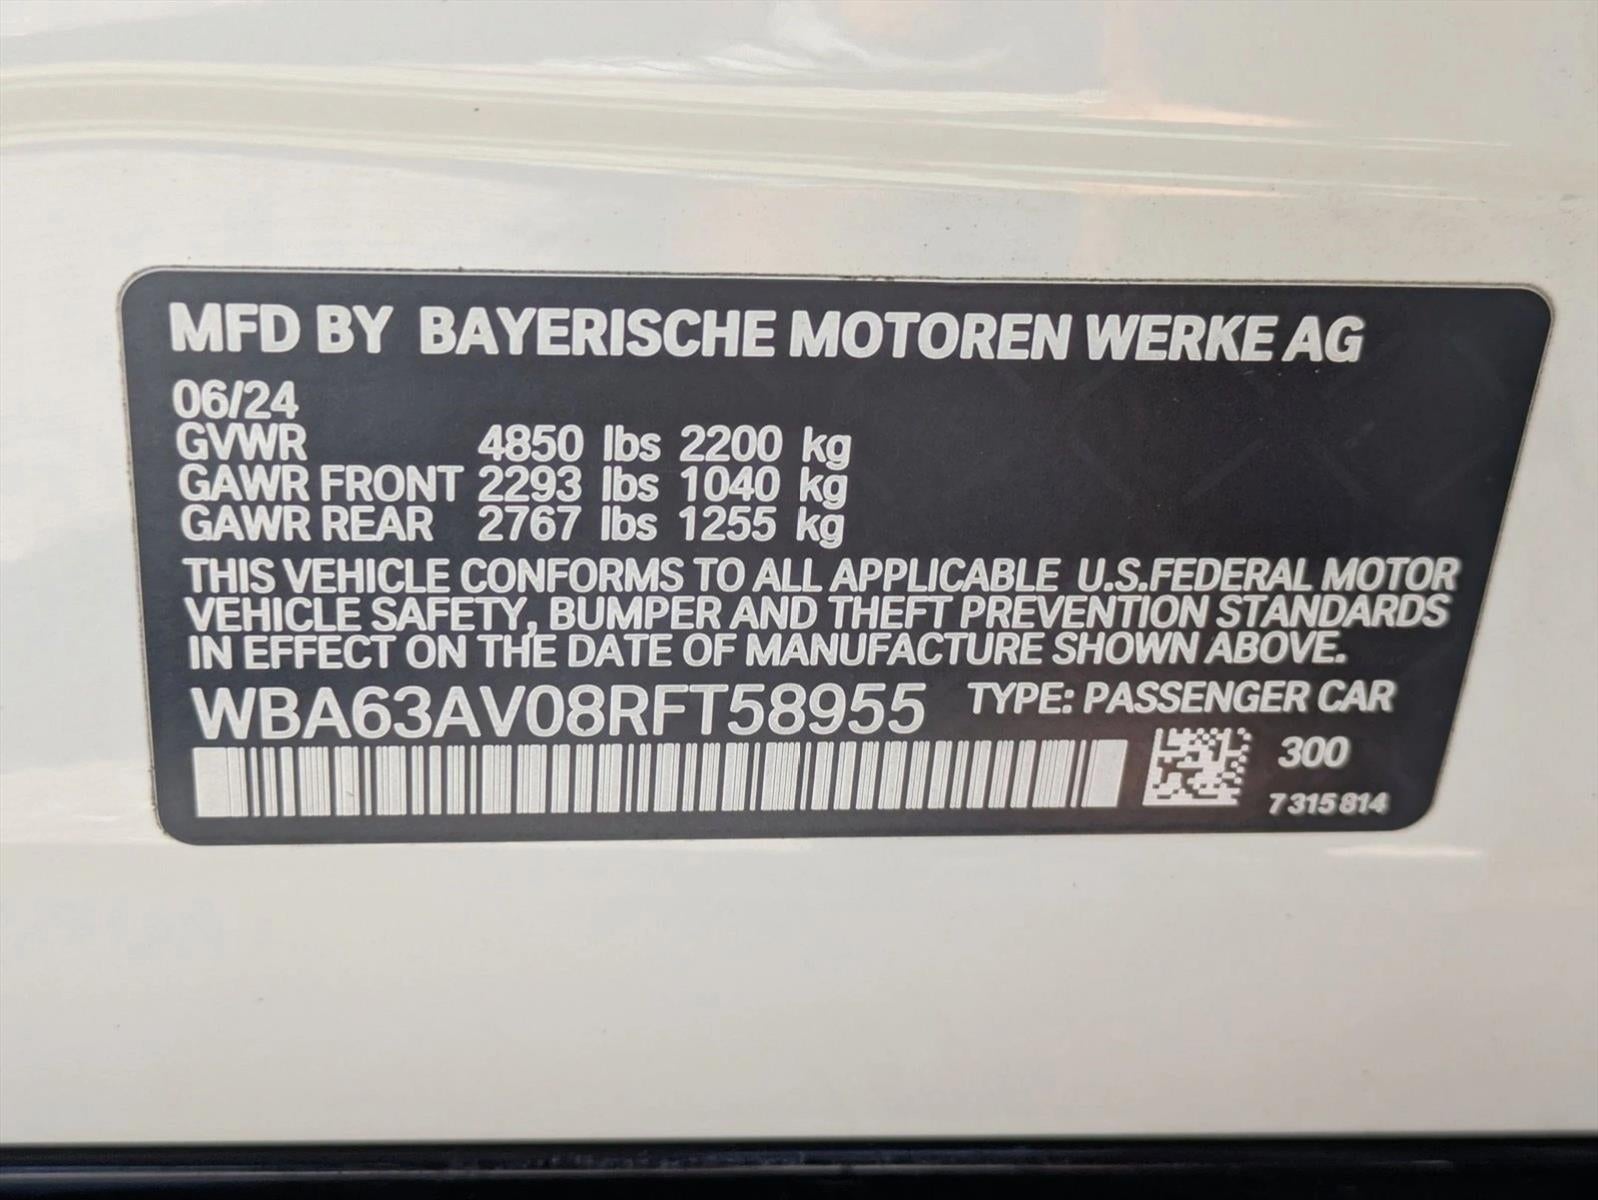 MFD BY BAYERISCHE MOTOREN WERKE AG
06/24
GVWR 4850 lbs 2200 kg
GAWR FRONT 2293 lbs 1040 kg
GAWR REAR 2767 lbs 1255 kg
THIS VEHICLE CONFORMS TO ALL APPLICABLE U.S.FEDERAL MOTOR
VEHICLE SAFETY, BUMPER AND THEFT PREVENTION STANDARDS
IN EFFECT ON THE DATE OF MANUFACTURE SHOWN ABOVE.
WBA63AV08RFT58955 TYPE: PASSENGER CAR
300
7 315 814